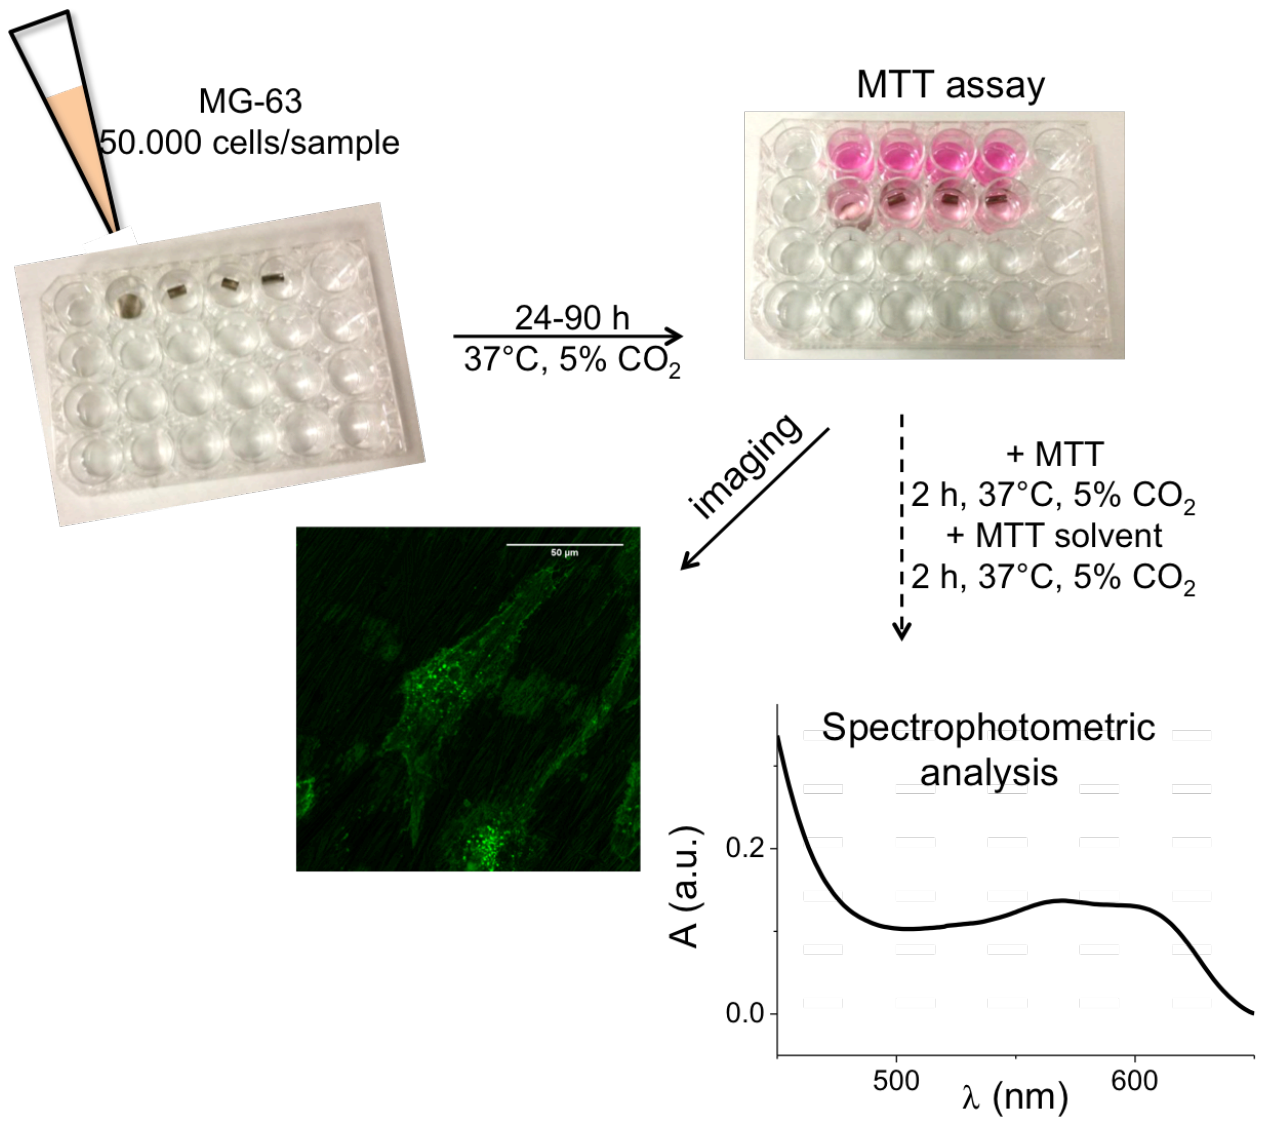 MG-63
50.000 cells/sample
MTT assay
24-90 h
37°C, 5% CO₂
imaging
+ MTT
2 h, 37°C, 5% CO₂
+ MTT solvent
2 h, 37°C, 5% CO₂
50 µm
Spectrophotometric
analysis
A (a.u.)
0.2
0.0
500
600
λ (nm)